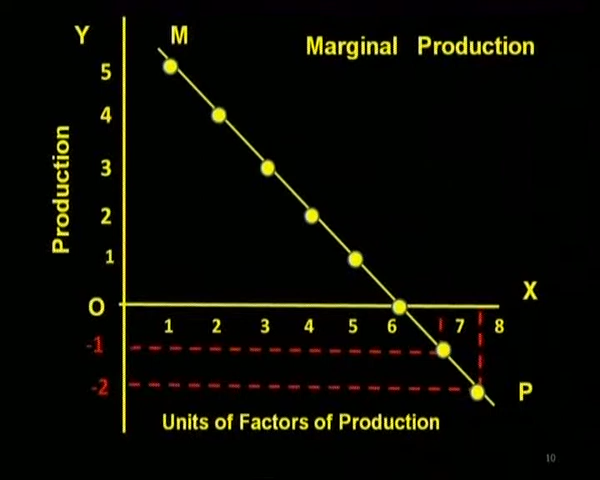 Y
M
Marginal Production
5
4
3
2
1
O
-1
-2
Production
X
1 2 3 4 5 6 7 8
P
Units of Factors of Production
10